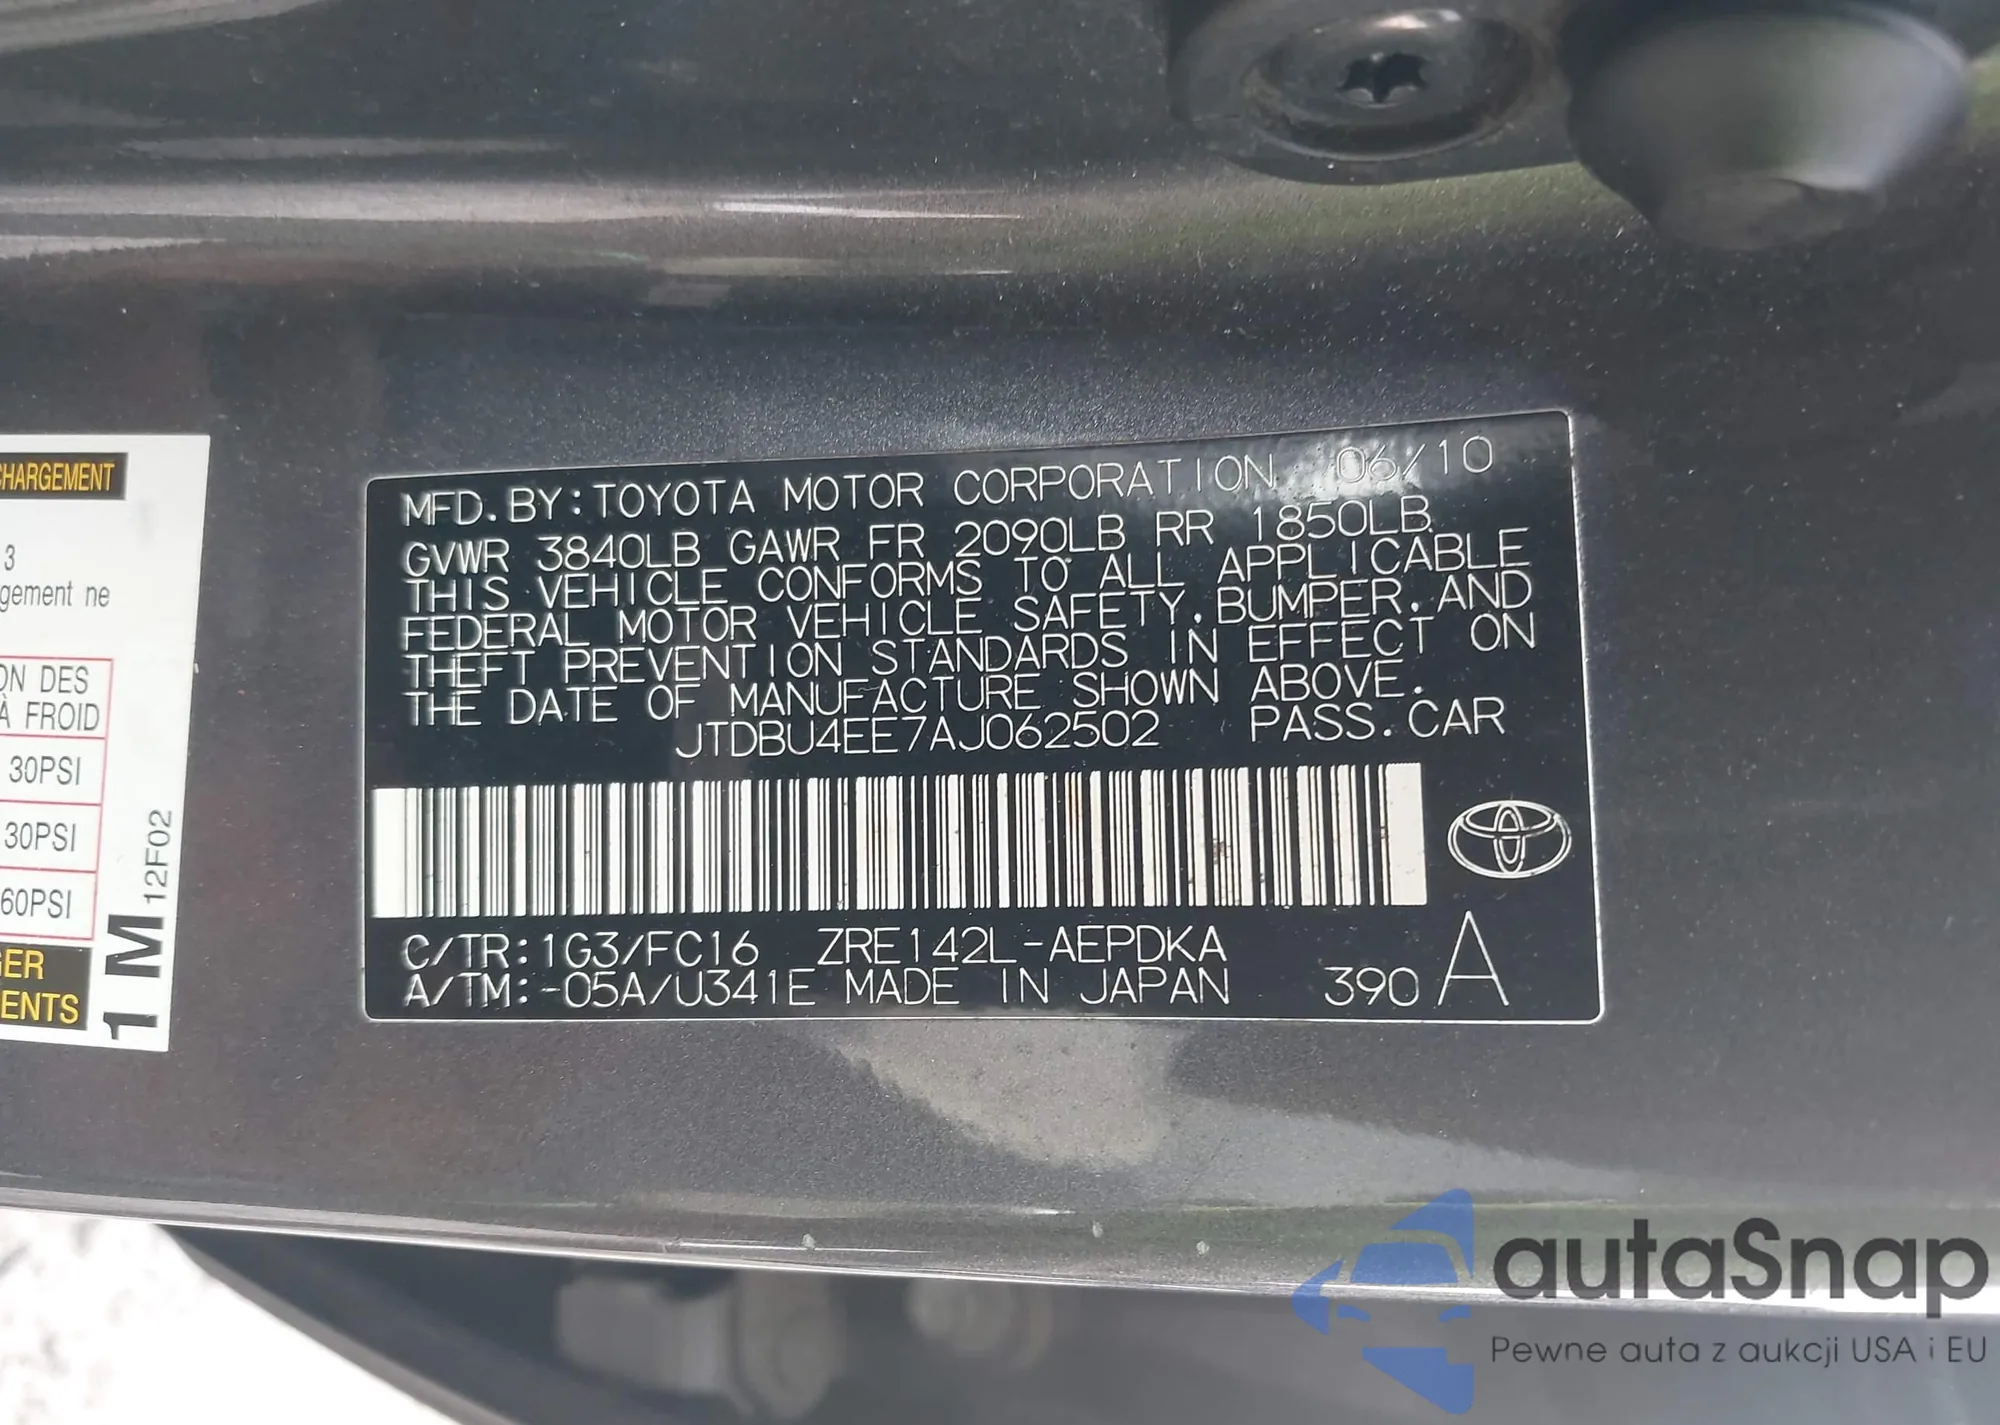 CHARGEMENT
3
gement ne
ON DES
À FROID
30PSI
30PSI
60PSI
GER
ENTS
1M 12F02
MFD. BY: TOYOTA MOTOR CORPORATION 06/10
GVWR 3840LB GAWR FR 2090LB RR 1850LB
THIS VEHICLE CONFORMS TO ALL APPLICABLE
FEDERAL MOTOR VEHICLE SAFETY, BUMPER, AND
THEFT PREVENTION STANDARDS IN EFFECT ON
THE DATE OF MANUFACTURE SHOWN ABOVE.
JTDBU4EE7AJ062502 PASS. CAR
C/TR: 1G3/FC16 ZRE142L-AEPDKA
A/TM: -05A/U341E MADE IN JAPAN 390 A
autaSnap
Pewne auta z aukcji USA i EU